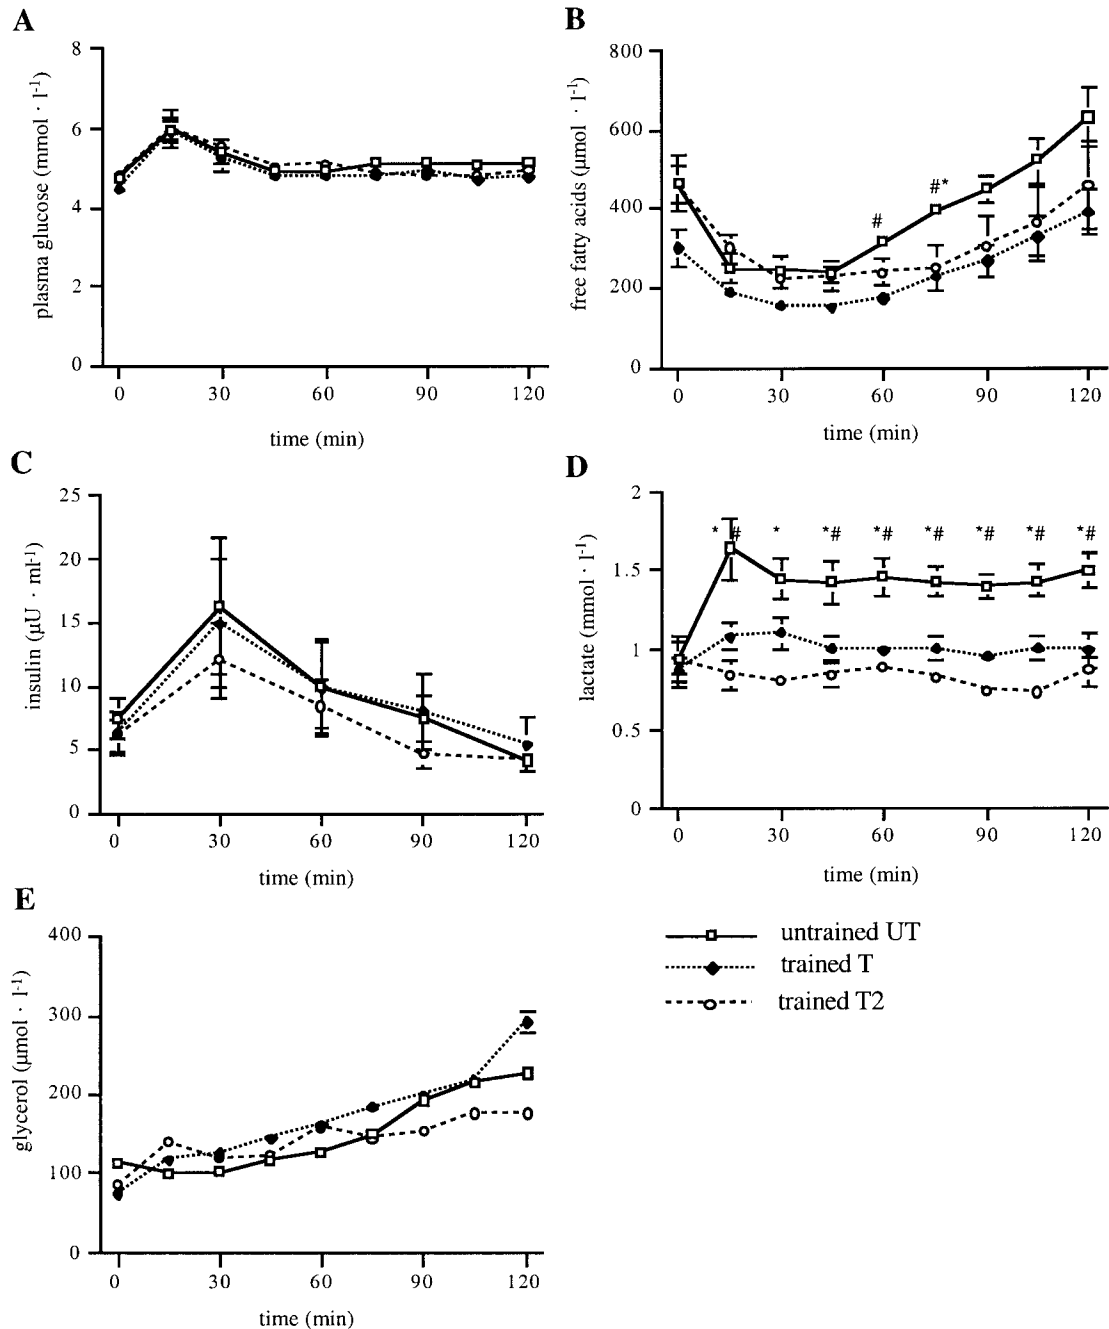 A
plasma glucose (mmol · l-1)
8
6
4
2
0
0 30 60 90 120
time (min)
B
free fatty acids (µmol · l-1)
800
600
400
200
0
#
#*
0 30 60 90 120
time (min)
C
insulin (µU · ml-1)
25
20
15
10
5
0
0 30 60 90 120
time (min)
D
lactate (mmol · l-1)
2
1.5
1
0.5
0
* # * *# *# *# *# *# *#
0 30 60 90 120
time (min)
E
glycerol (µmol · l-1)
400
300
200
100
0
0 30 60 90 120
time (min)
untrained UT
trained T
trained T2